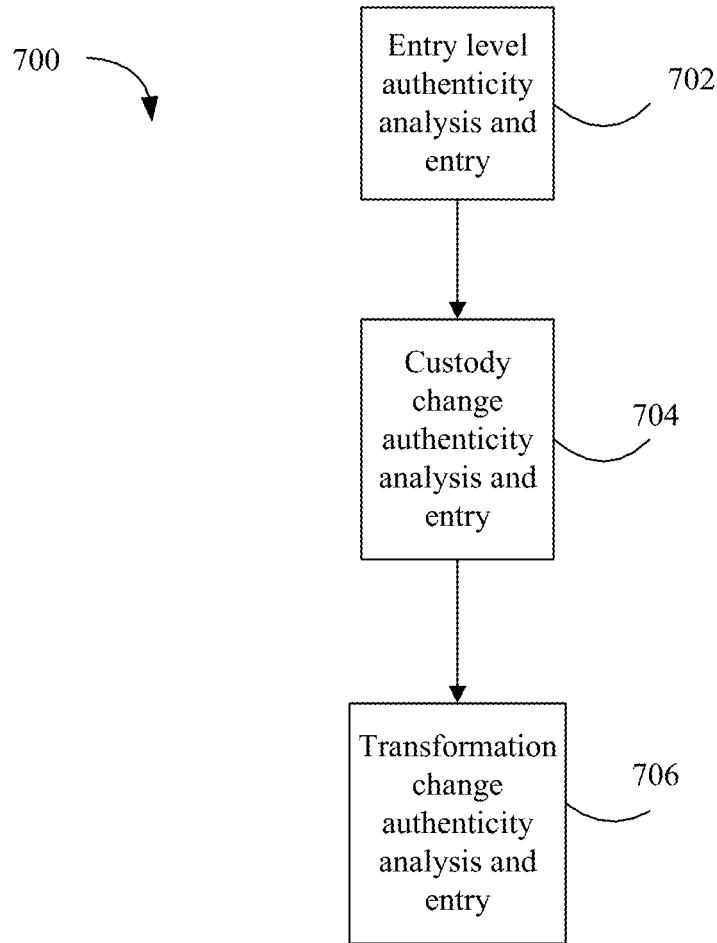 700
Entry level
authenticity
analysis and
entry
702
Custody
change
authenticity
analysis and
entry
704
Transformation
change
authenticity
analysis and
entry
706